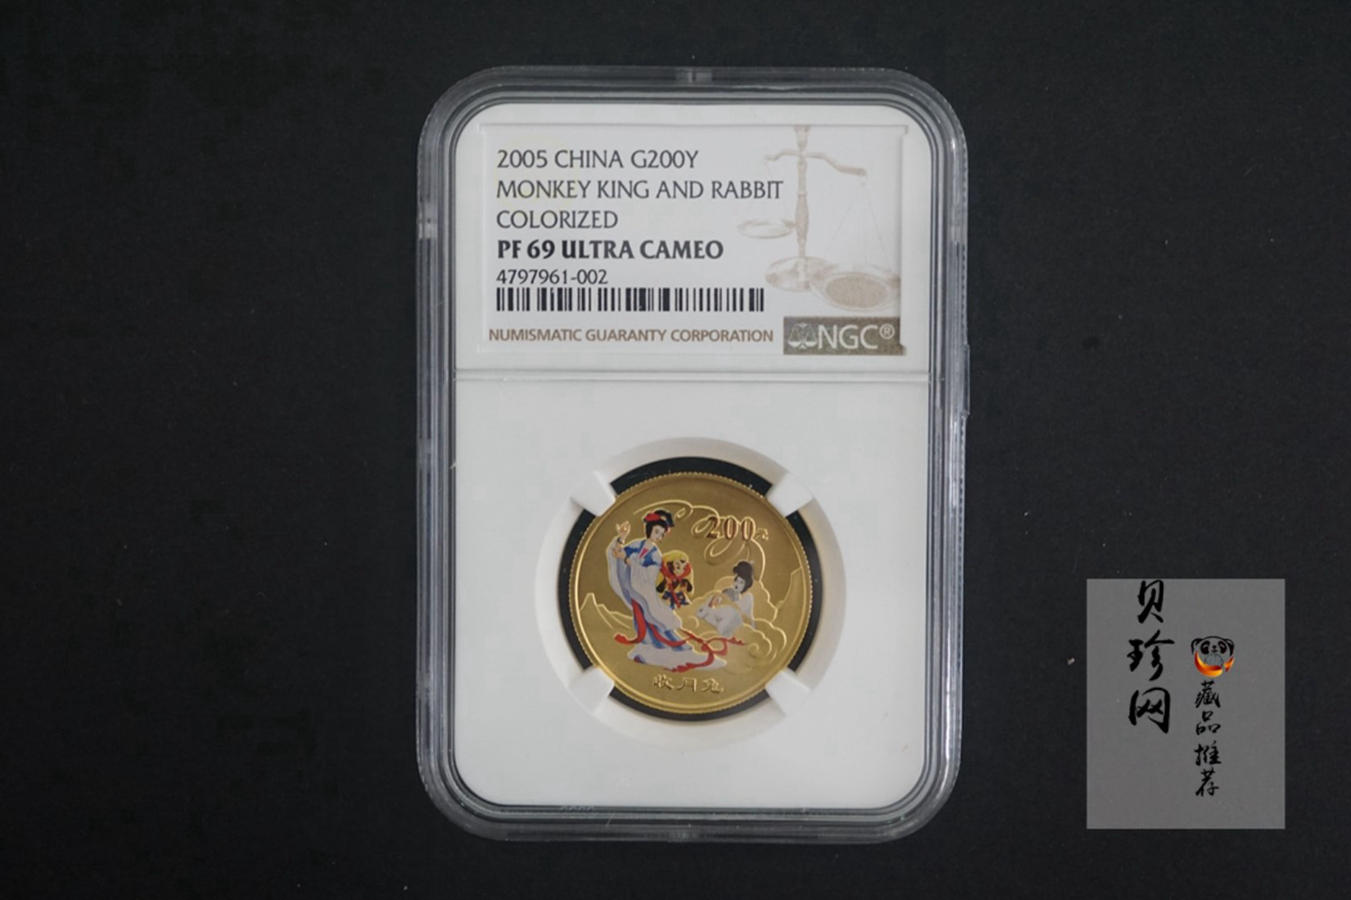 2005 CHINA G200Y
MONKEY KING AND RABBIT
COLORIZED
PF 69 ULTRA CAMEO
4797961-002
NUMISMATIC GUARANTY CORPORATION
NGC®
200元
收月兔
贝珍网
藏品推荐